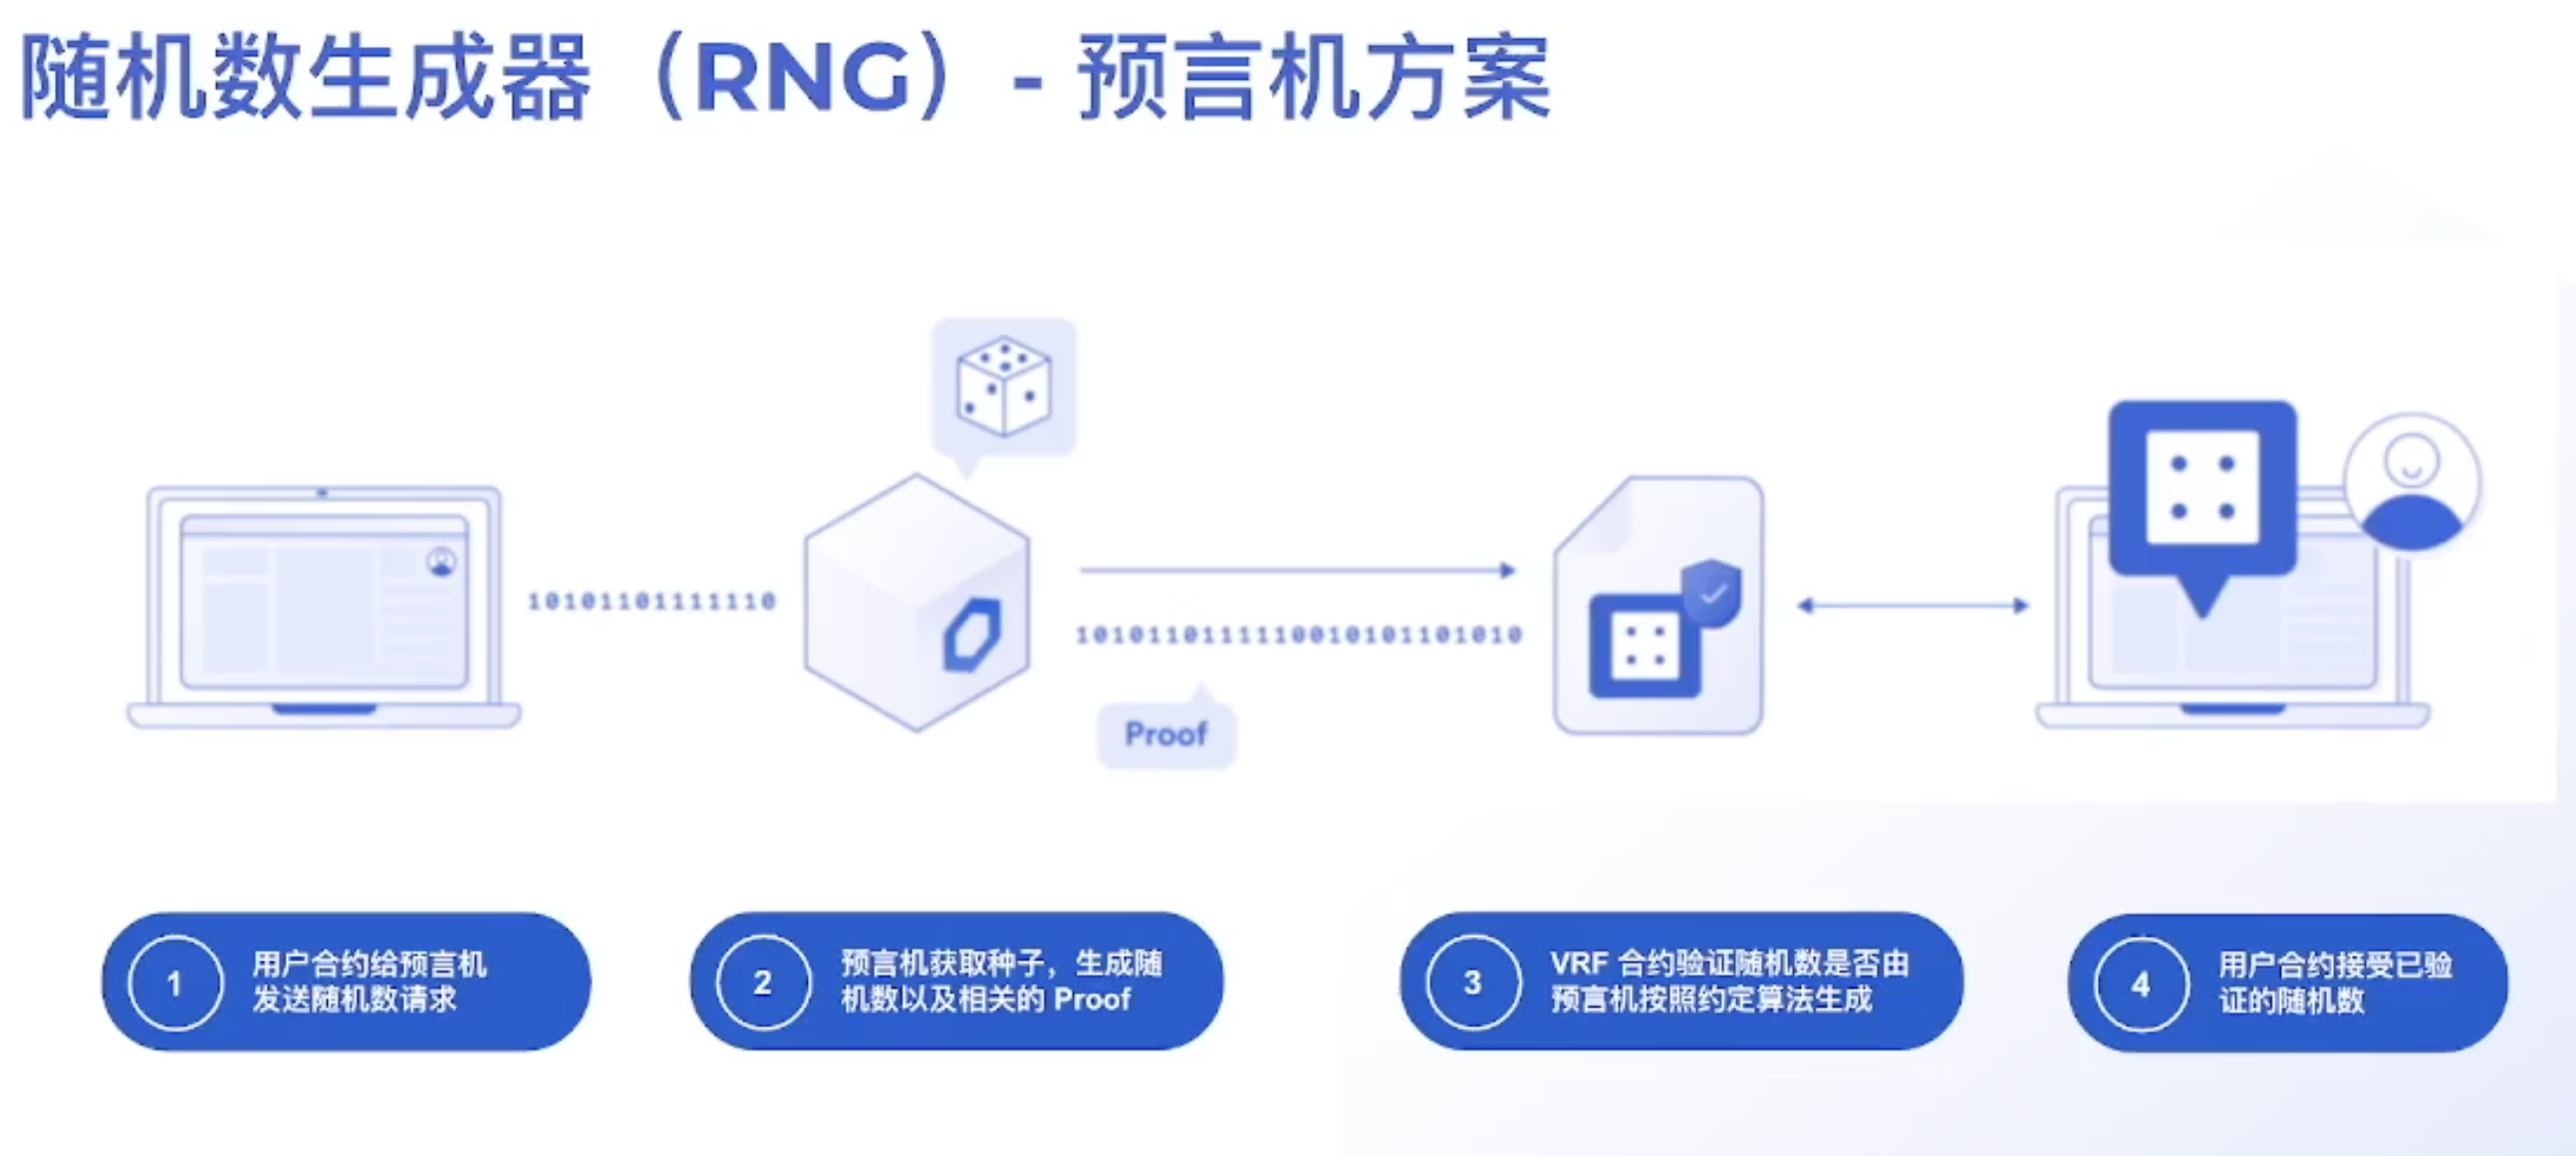 随机数生成器（RNG）- 预言机方案
10101101111110
1010110111110010101101010
Proof
1
用户合约给预言机
发送随机数请求
2
预言机获取种子，生成随
机数以及相关的 Proof
3
VRF 合约验证随机数是否由
预言机按照约定算法生成
4
用户合约接受已验
证的随机数